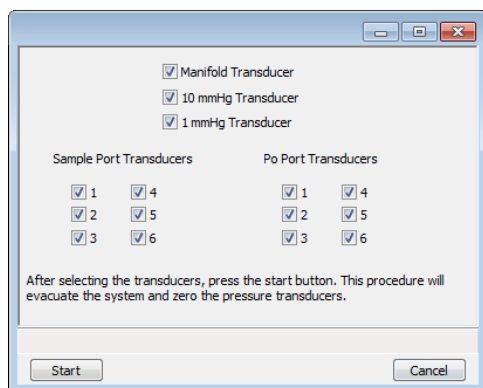 Manifold Transducer
10 mmHg Transducer
1 mmHg Transducer
Sample Port Transducers Po Port Transducers
1 4 1 4
2 5 2 5
3 6 3 6
After selecting the transducers, press the start button. This procedure will
evacuate the system and zero the pressure transducers.
Start Cancel